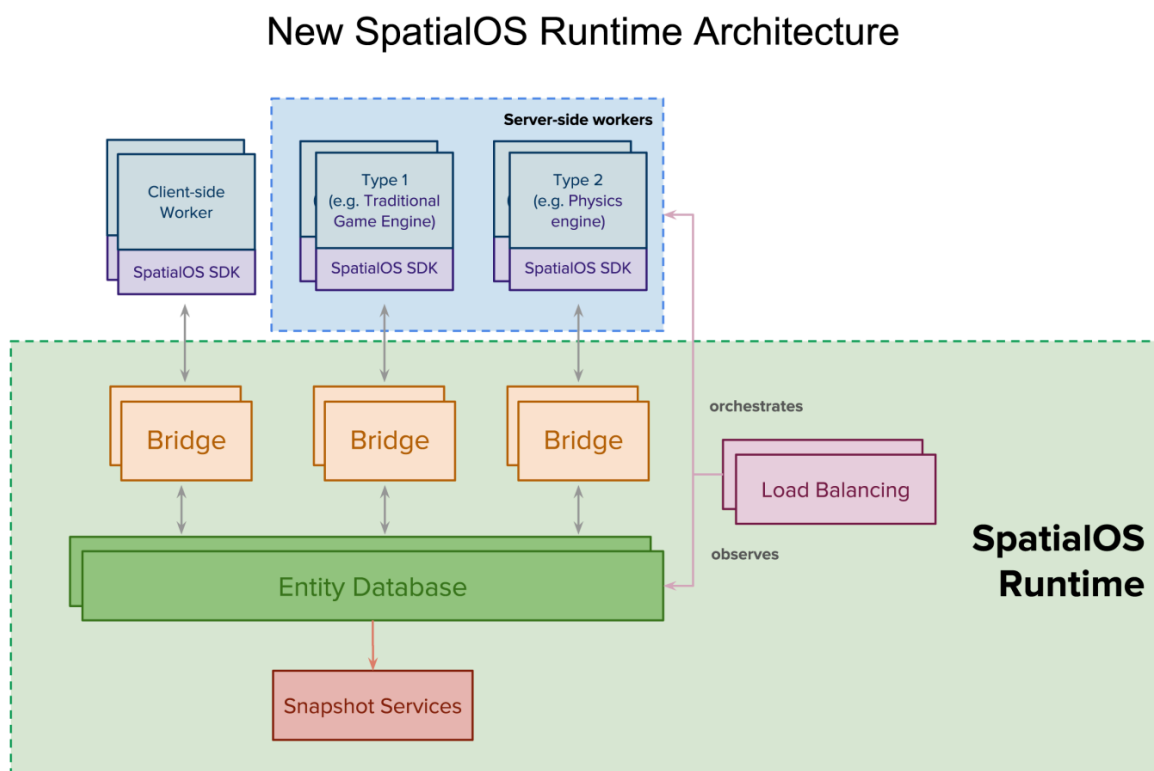 New SpatialOS Runtime Architecture
Server-side workers
Client-side
Worker
SpatialOS SDK
Type 1
(e.g. Traditional
Game Engine)
SpatialOS SDK
Type 2
(e.g. Physics
engine)
SpatialOS SDK
Bridge
Bridge
Bridge
orchestrates
Load Balancing
observes
SpatialOS
Runtime
Entity Database
Snapshot Services